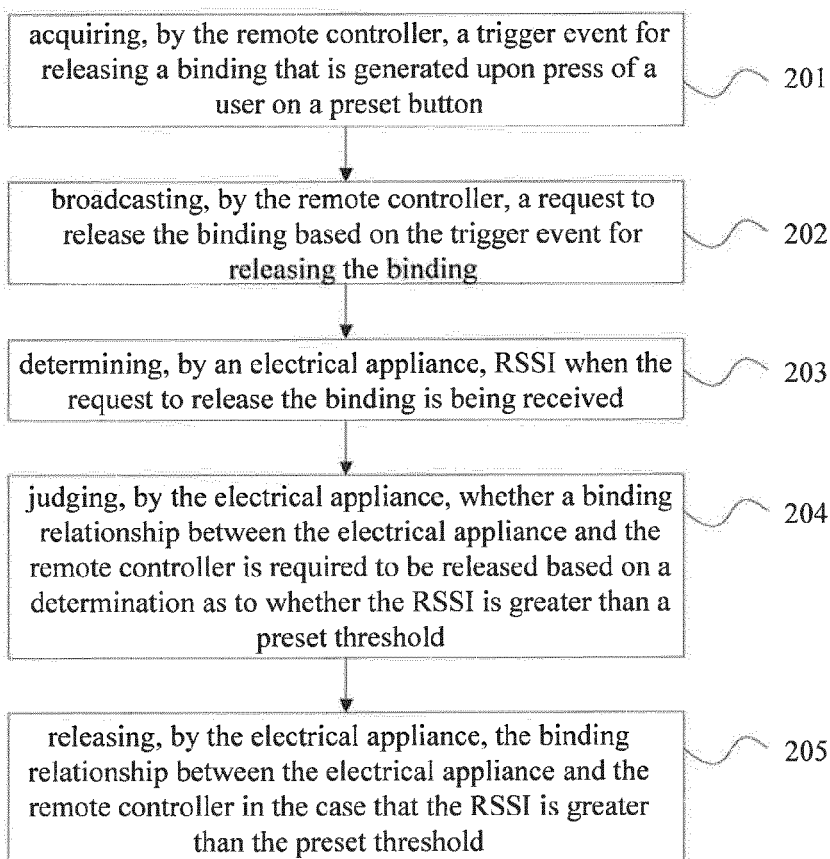 acquiring, by the remote controller, a trigger event for
releasing a binding that is generated upon press of a
user on a preset button
201
broadcasting, by the remote controller, a request to
release the binding based on the trigger event for
releasing the binding
202
determining, by an electrical appliance, RSSI when the
request to release the binding is being received
203
judging, by the electrical appliance, whether a binding
relationship between the electrical appliance and the
remote controller is required to be released based on a
determination as to whether the RSSI is greater than a
preset threshold
204
releasing, by the electrical appliance, the binding
relationship between the electrical appliance and the
remote controller in the case that the RSSI is greater
than the preset threshold
205